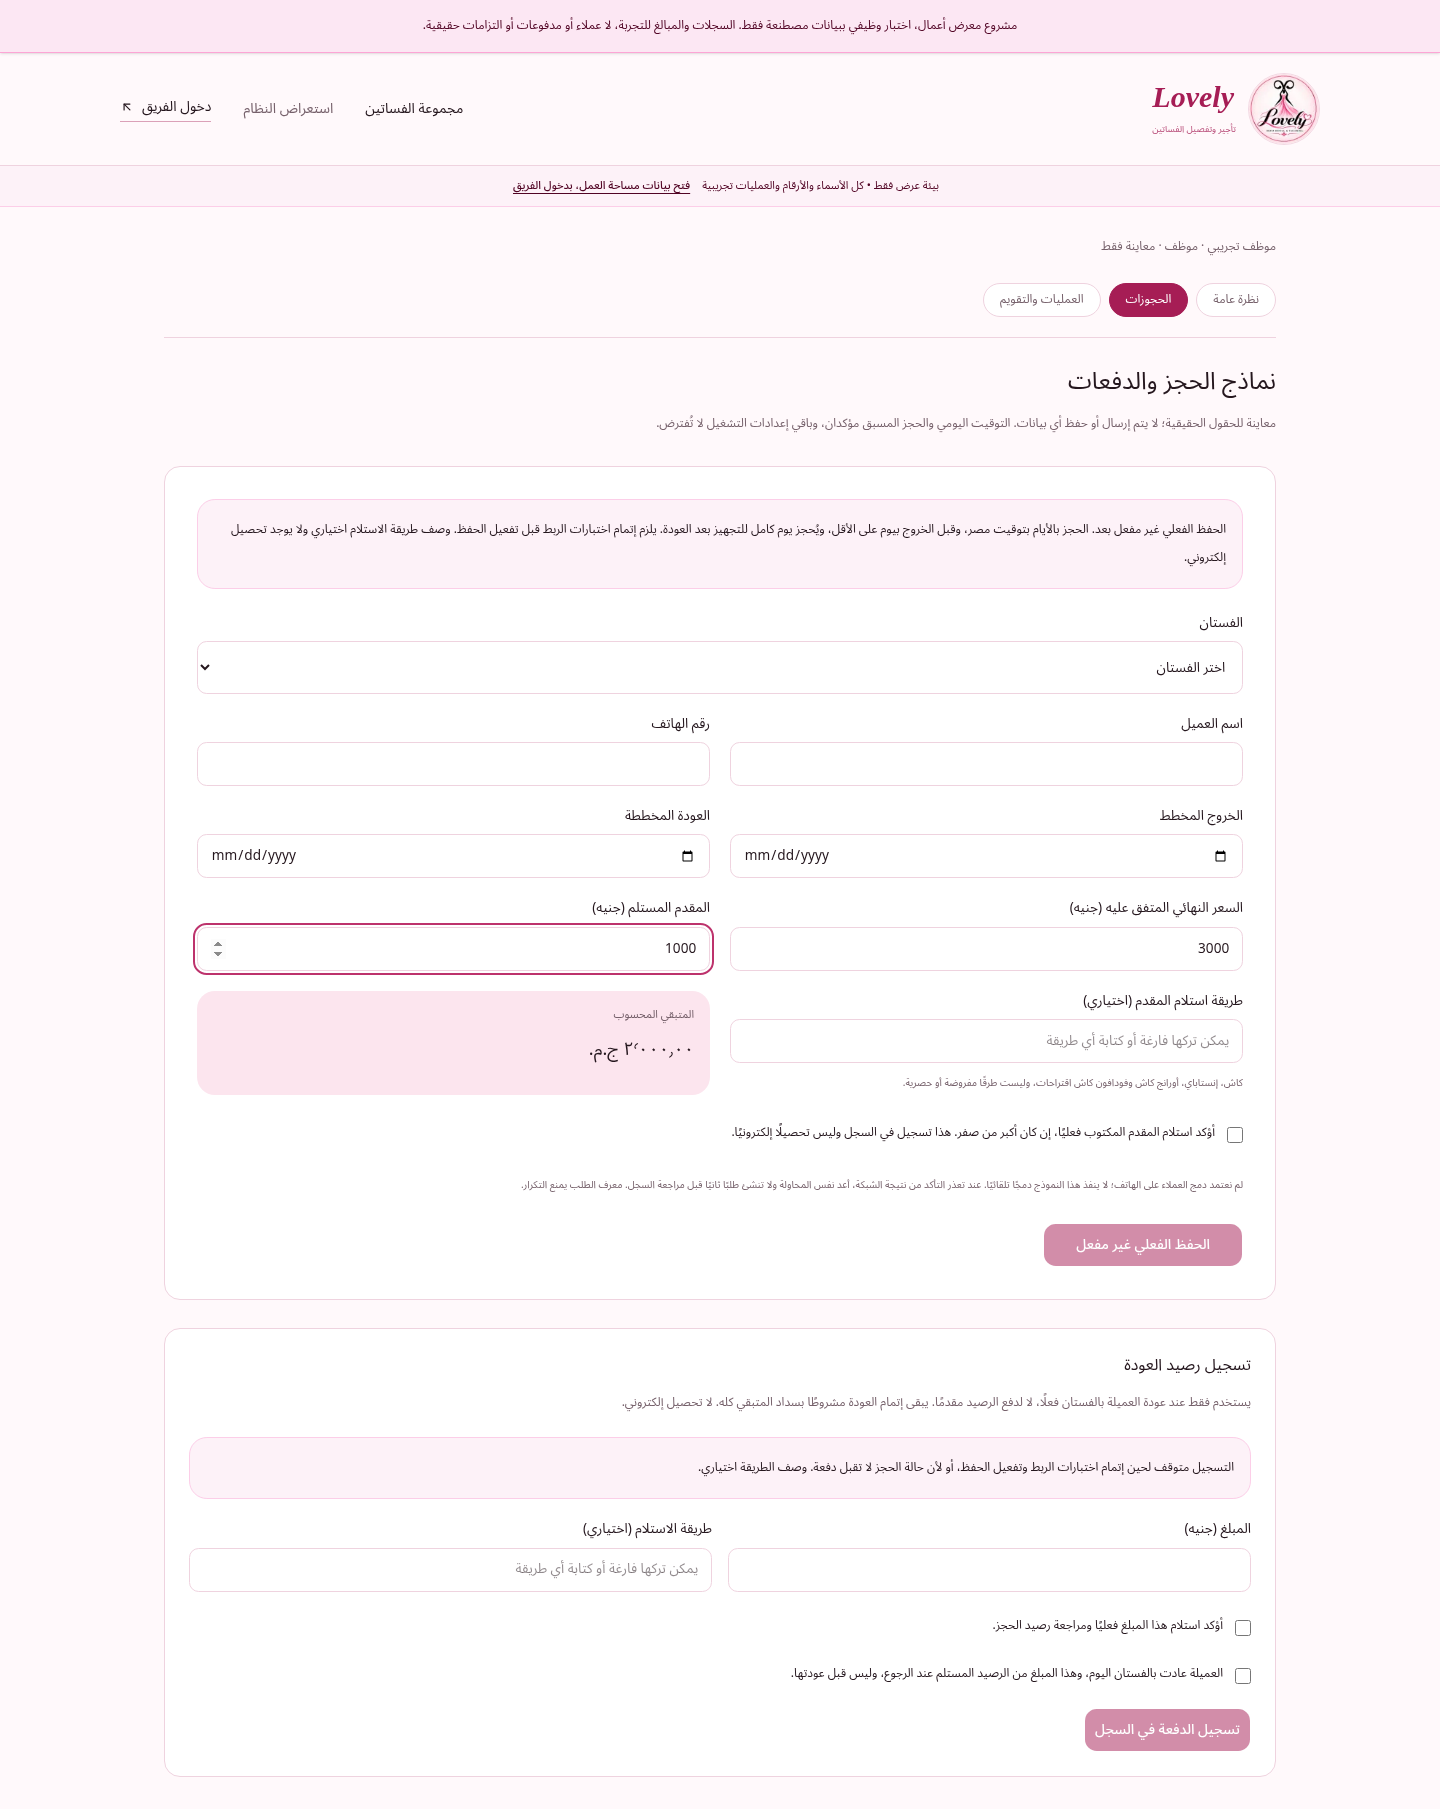 مشروع معرض أعمال، اختبار وظيفي ببيانات مصطنعة فقط. السجلات والمبالغ للتجربة، لا عملاء أو مدفوعات أو التزامات حقيقية.
Lovely
تأجير وتفصيل الفساتين
Lovely
مجموعة الفساتين
استعراض النظام
دخول الفريق
بيئة عرض فقط • كل الأسماء والأرقام والعمليات تجريبية
فتح بيانات مساحة العمل، بدخول الفريق
موظف تجريبي · موظف · معاينة فقط
نظرة عامة
الحجوزات
العمليات والتقويم
نماذج الحجز والدفعات
معاينة للحقول الحقيقية؛ لا يتم إرسال أو حفظ أي بيانات. التوقيت اليومي والحجز المسبق مؤكدان، وباقي إعدادات التشغيل لا تُفترض.
الحفظ الفعلي غير مفعل بعد. الحجز بالأيام بتوقيت مصر، وقبل الخروج بيوم على الأقل، ويُحجز يوم كامل للتجهيز بعد العودة. يلزم إتمام اختبارات الربط قبل تفعيل الحفظ. وصف طريقة الاستلام اختياري ولا يوجد تحصيل
إلكتروني.
الفستان
اختر الفستان
اسم العميل
رقم الهاتف
الخروج المخطط
العودة المخططة
mm/dd/yyyy
mm/dd/yyyy
السعر النهائي المتفق عليه (جنيه)
المقدم المستلم (جنيه)
3000
1000
طريقة استلام المقدم (اختياري)
المتبقي المحسوب
يمكن تركها فارغة أو كتابة أي طريقة
٢٬٠٠٠٫٠٠ ج.م.
كاش، إنستاباي، أورانج كاش وفودافون كاش اقتراحات، وليست طرقًا مفروضة أو حصرية.
أؤكد استلام المقدم المكتوب فعليًا، إن كان أكبر من صفر. هذا تسجيل في السجل وليس تحصيلًا إلكترونيًا.
لم نعتمد دمج العملاء على الهاتف؛ لا ينفذ هذا النموذج دمجًا تلقائيًا. عند تعذر التأكد من نتيجة الشبكة، أعد نفس المحاولة ولا تنشئ طلبًا ثانيًا قبل مراجعة السجل. معرف الطلب يمنع التكرار.
الحفظ الفعلي غير مفعل
تسجيل رصيد العودة
يستخدم فقط عند عودة العميلة بالفستان فعلًا، لا لدفع الرصيد مقدمًا. يبقى إتمام العودة مشروطًا بسداد المتبقي كله. لا تحصيل إلكتروني.
التسجيل متوقف لحين إتمام اختبارات الربط وتفعيل الحفظ، أو لأن حالة الحجز لا تقبل دفعة. وصف الطريقة اختياري.
المبلغ (جنيه)
طريقة الاستلام (اختياري)
يمكن تركها فارغة أو كتابة أي طريقة
أؤكد استلام هذا المبلغ فعليًا ومراجعة رصيد الحجز.
العميلة عادت بالفستان اليوم، وهذا المبلغ من الرصيد المستلم عند الرجوع، وليس قبل عودتها.
تسجيل الدفعة في السجل